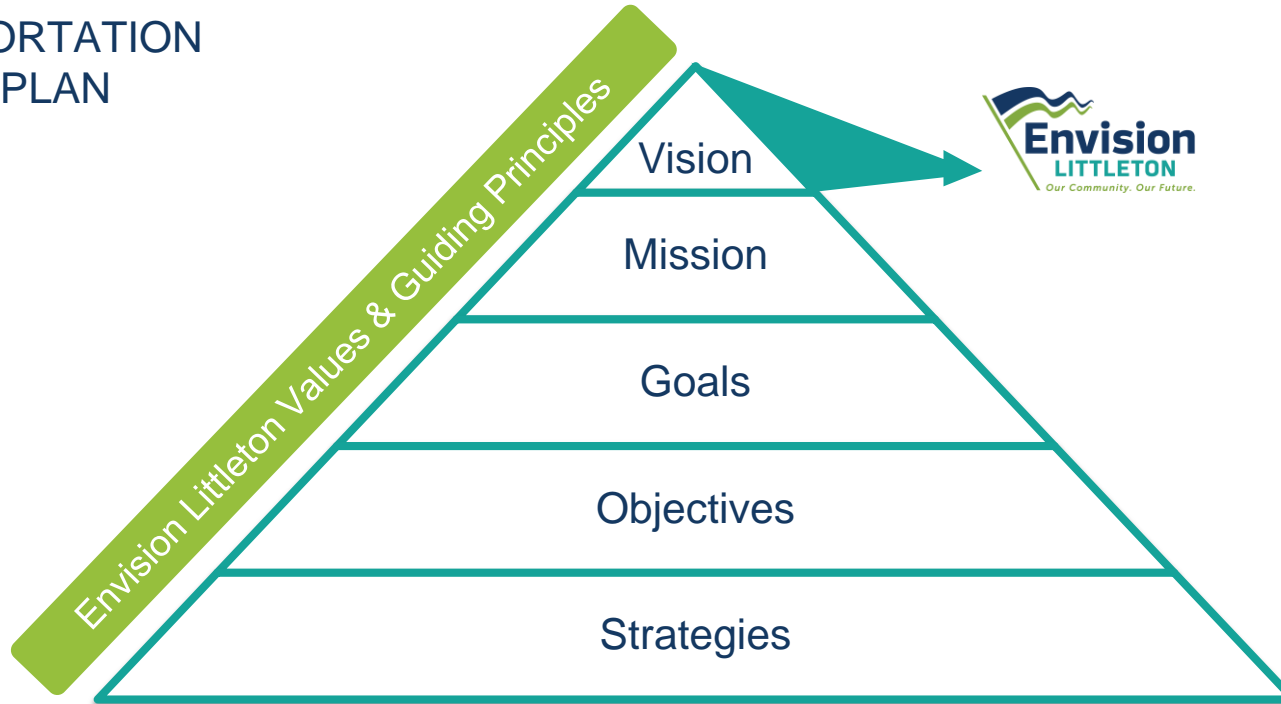 ORTATION
PLAN
Envision Littleton Values & Guiding Principles
Vision
Mission
Goals
Objectives
Strategies
Envision
LITTLETON
Our Community. Our Future.